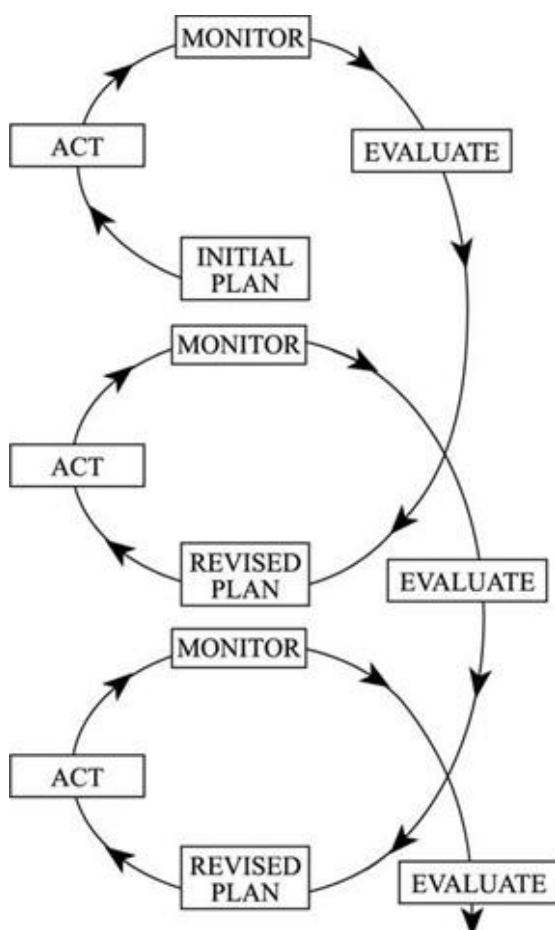 MONITOR
ACT
EVALUATE
INITIAL
PLAN
MONITOR
ACT
REVISED
PLAN
EVALUATE
MONITOR
ACT
REVISED
PLAN
EVALUATE